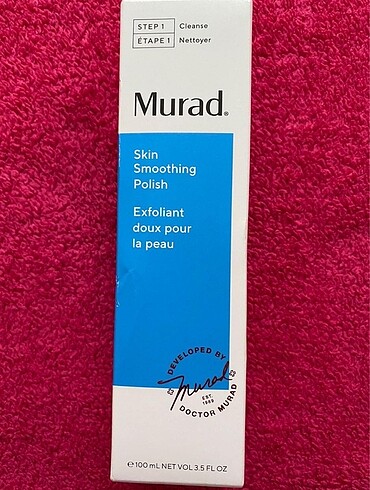 STEP 1 Cleanse
ÉTAPE 1 Nettoyer
Murad®
Skin
Smoothing
Polish
Exfoliant
doux pour
la peau
DEVELOPED BY
Murad
EST.
1989
DOCTOR MURAD
℮ 100 mL NET VOL 3.5 FL OZ